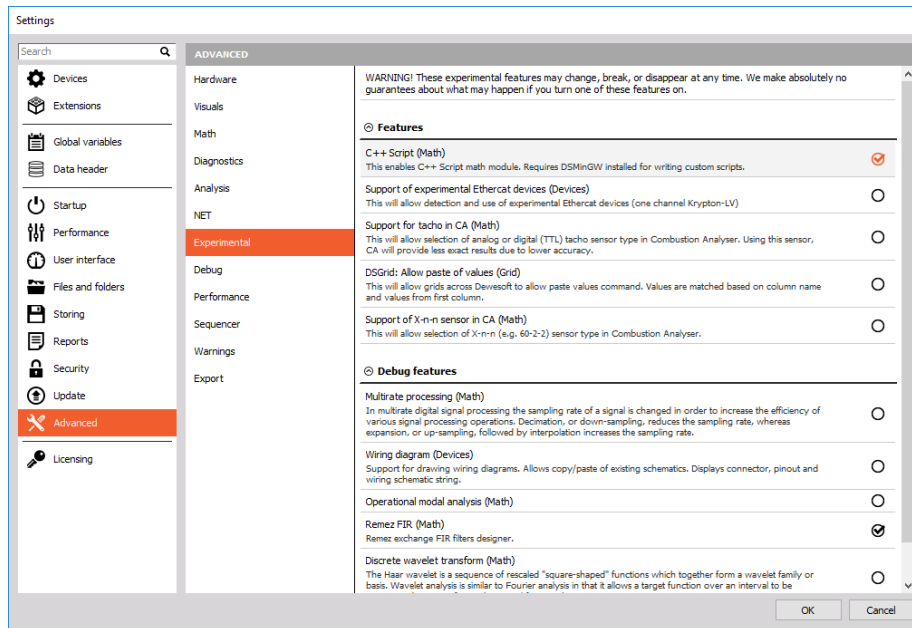 Settings
Search
Devices
Extensions
Global variables
Data header
Startup
Performance
User interface
Files and folders
Storing
Reports
Security
Update
Advanced
Licensing
ADVANCED
Hardware
Visuals
Math
Diagnostics
Analysis
NET
Experimental
Debug
Performance
Sequencer
Warnings
Export
WARNING! These experimental features may change, break, or disappear at any time. We make absolutely no
guarantees about what may happen if you turn one of these features on.
Features
C++ Script (Math)
This enables C++ Script math module. Requires DSMinGW installed for writing custom scripts.
Support of experimental Ethercat devices (Devices)
This will allow detection and use of experimental Ethercat devices (one channel Krypton-LV)
Support for tacho in CA (Math)
This will allow selection of analog or digital (TTL) tacho sensor type in Combustion Analyser. Using this sensor,
CA will provide less exact results due to lower accuracy.
DSGrid: Allow paste of values (Grid)
This will allow grids across Dewesoft to allow paste values command. Values are matched based on column name
and values from first column.
Support of X-n-n sensor in CA (Math)
This will allow selection of X-n-n (e.g. 60-2-2) sensor type in Combustion Analyser.
Debug features
Multirate processing (Math)
In multirate digital signal processing the sampling rate of a signal is changed in order to increase the efficiency of
various signal processing operations. Decimation, or down-sampling, reduces the sampling rate, whereas
expansion, or up-sampling, followed by interpolation increases the sampling rate.
Wiring diagram (Devices)
Support for drawing wiring diagrams. Allows copy/paste of existing schematics. Displays connector, pinout and
wiring schematic string.
Operational modal analysis (Math)
Remez FIR (Math)
Remez exchange FIR filters designer.
Discrete wavelet transform (Math)
The Haar wavelet is a sequence of rescaled "square-shaped" functions which together form a wavelet family or
basis. Wavelet analysis is similar to Fourier analysis in that it allows a target function over an interval to be
OK
Cancel